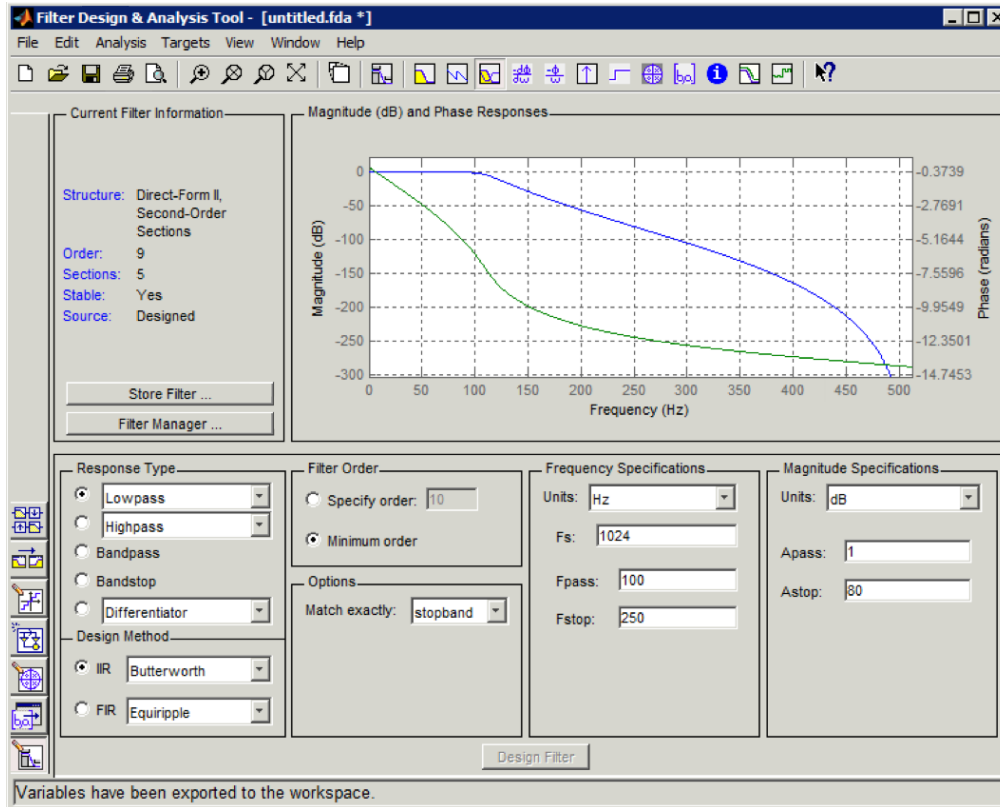 Filter Design & Analysis Tool - [untitled.fda *]
File Edit Analysis Targets View Window Help
Current Filter Information
Structure: Direct-Form II,
Second-Order
Sections
Order: 9
Sections: 5
Stable: Yes
Source: Designed
Store Filter ...
Filter Manager ...
Magnitude (dB) and Phase Responses
Magnitude (dB)
0
-50
-100
-150
-200
-250
-300
0 50 100 150 200 250 300 350 400 450 500
Frequency (Hz)
-0.3739
-2.7691
-5.1644
-7.5596
-9.9549
-12.3501
-14.7453
Phase (radians)
Response Type
Lowpass
Highpass
Bandpass
Bandstop
Differentiator
Design Method
IIR Butterworth
FIR Equiripple
Filter Order
Specify order: 10
Minimum order
Options
Match exactly: stopband
Frequency Specifications
Units: Hz
Fs: 1024
Fpass: 100
Fstop: 250
Magnitude Specifications
Units: dB
Apass: 1
Astop: 80
Design Filter
Variables have been exported to the workspace.